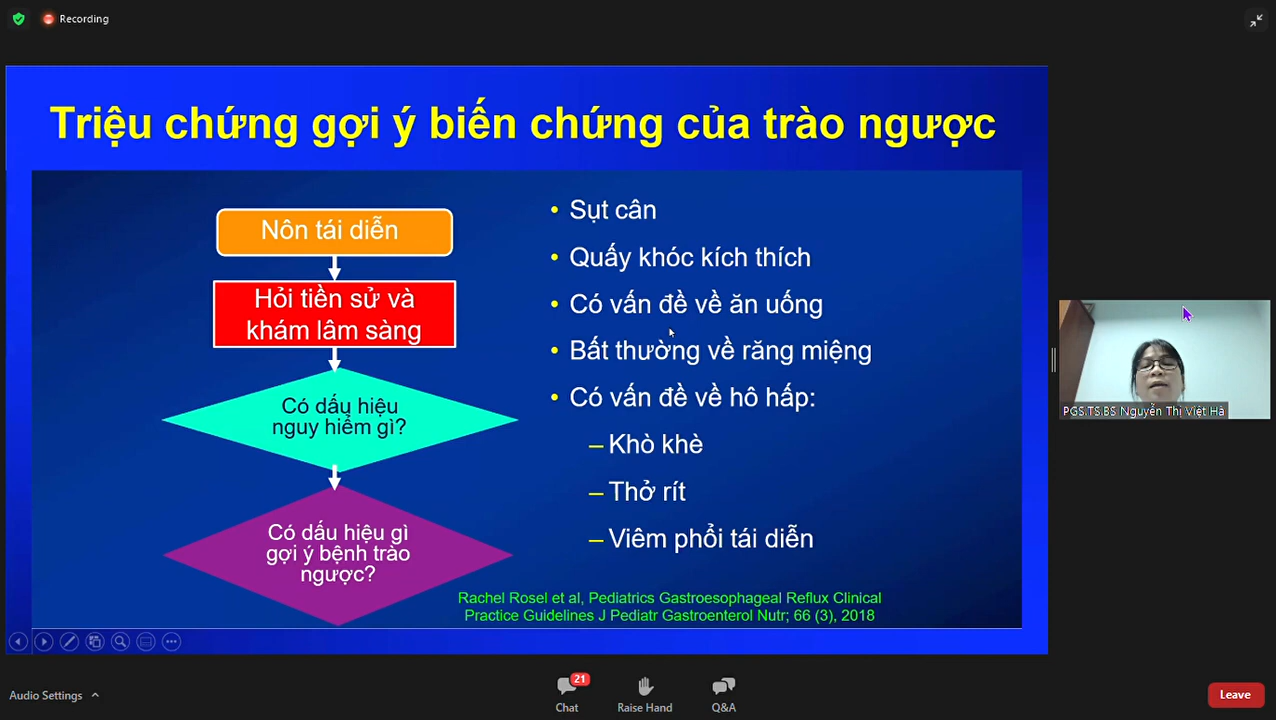 Recording
Triệu chứng gợi ý biến chứng của trào ngược
Nôn tái diễn
Hỏi tiền sử và
khám lâm sàng
Có dấu hiệu
nguy hiểm gì?
Có dấu hiệu gì
gợi ý bệnh trào
ngược?
• Sụt cân
• Quấy khóc kích thích
• Có vấn đề về ăn uống
• Bất thường về răng miệng
• Có vấn đề về hô hấp:
– Khò khè
– Thở rít
– Viêm phổi tái diễn
Rachel Rosel et al, Pediatrics Gastroesophageal Reflux Clinical
Practice Guidelines J Pediatr Gastroenterol Nutr; 66 (3), 2018
PGS.TS.BS Nguyễn Thị Việt Hà
Audio Settings
21
Chat
Raise Hand
Q&A
Leave